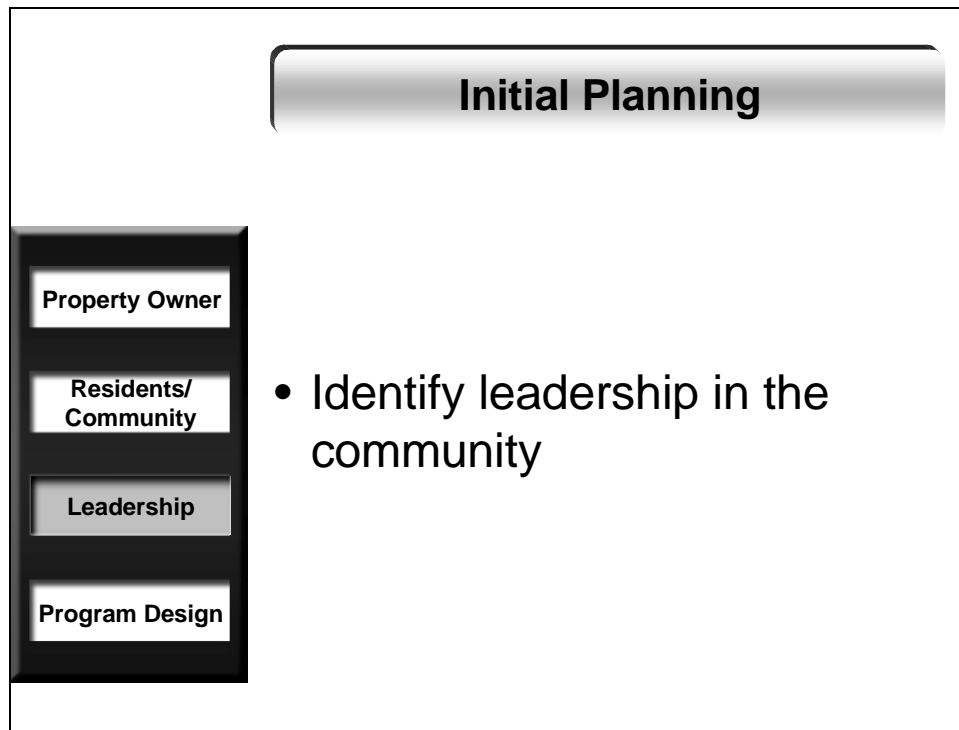 Initial Planning
Property Owner
Residents/
Community
Leadership
Program Design
• Identify leadership in the
community